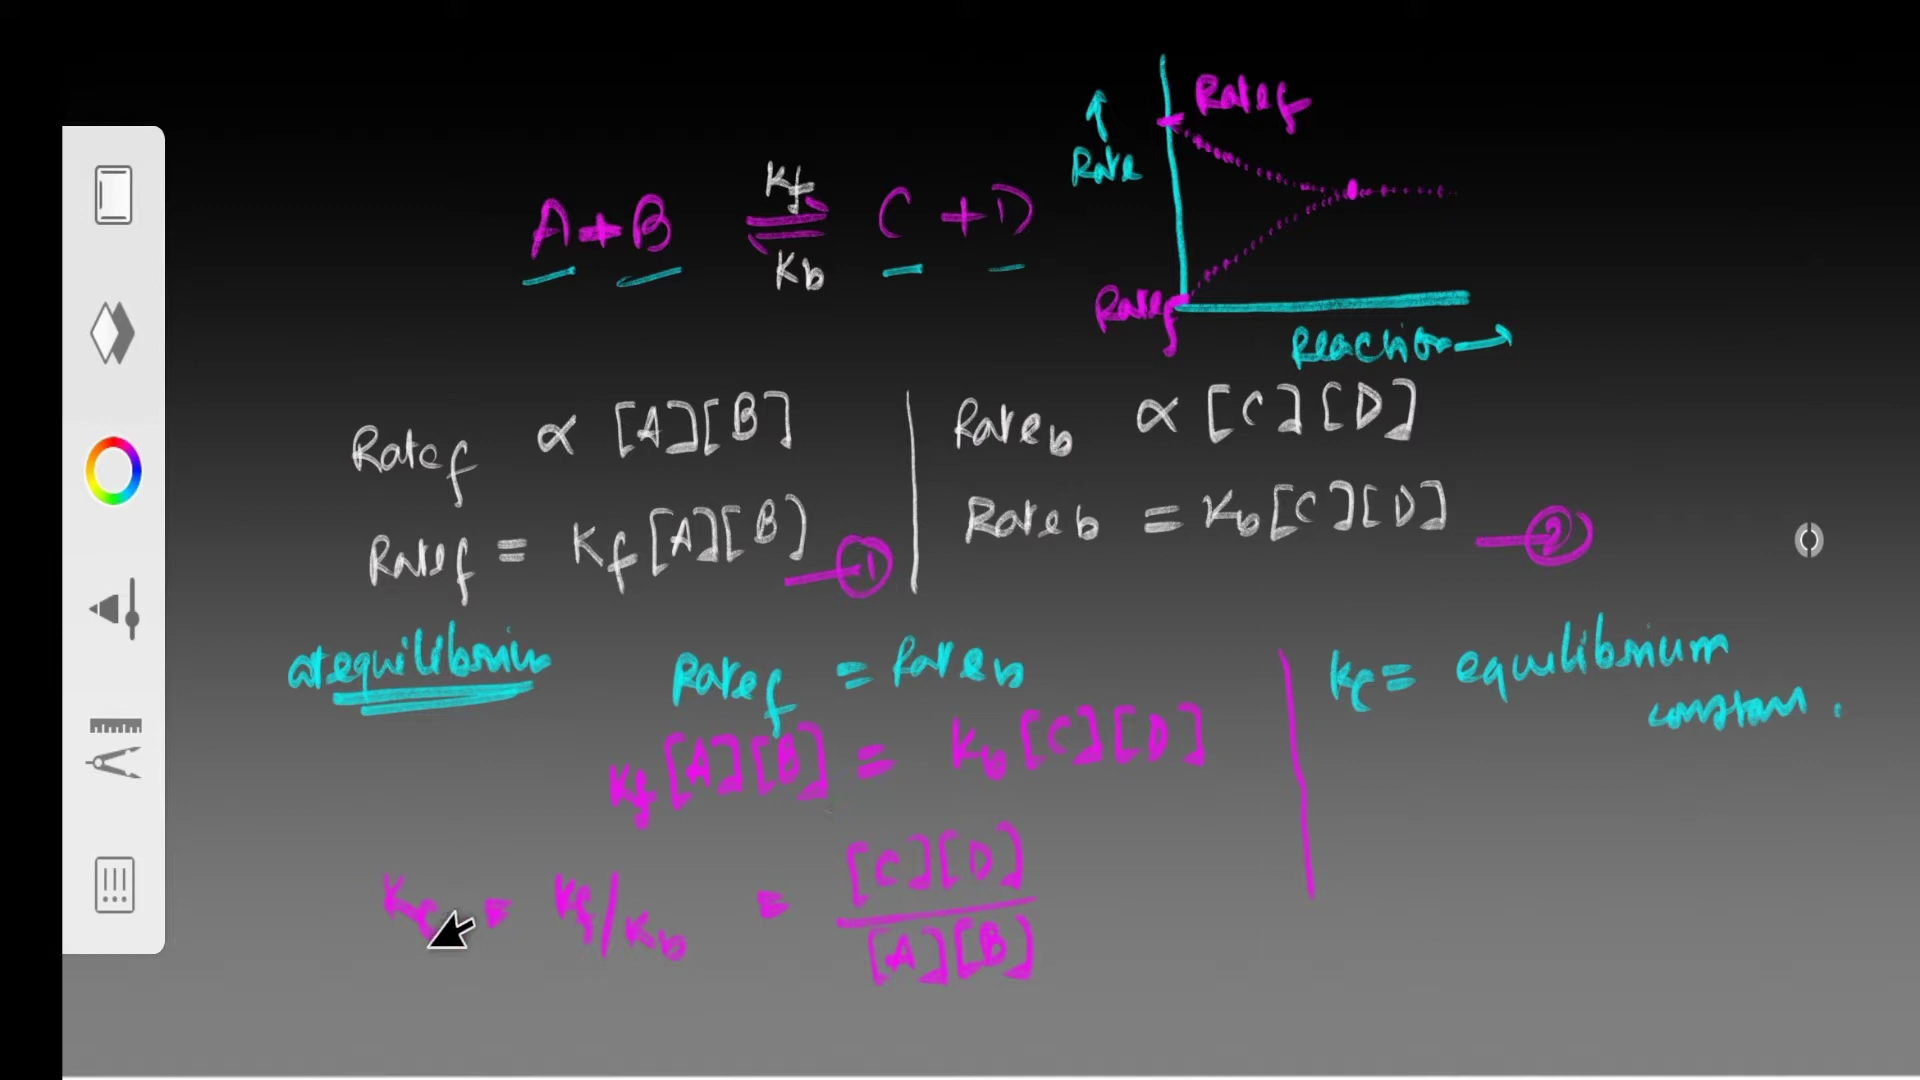 Ratef
↑
Rate
Kf
A+B ⇌ C+D
Kb
Ratef
Reaction→
Ratef ∝ [A][B]
Rateb ∝ [C][D]
Ratef = Kf[A][B] —①
Rateb = Kb[C][D] —②
at equilibrium Ratef = Rateb
Kf[A][B] = Kb[C][D]
Kc = Kf/Kb = [C][D]/[A][B]
Kc = equilibrium
constant.